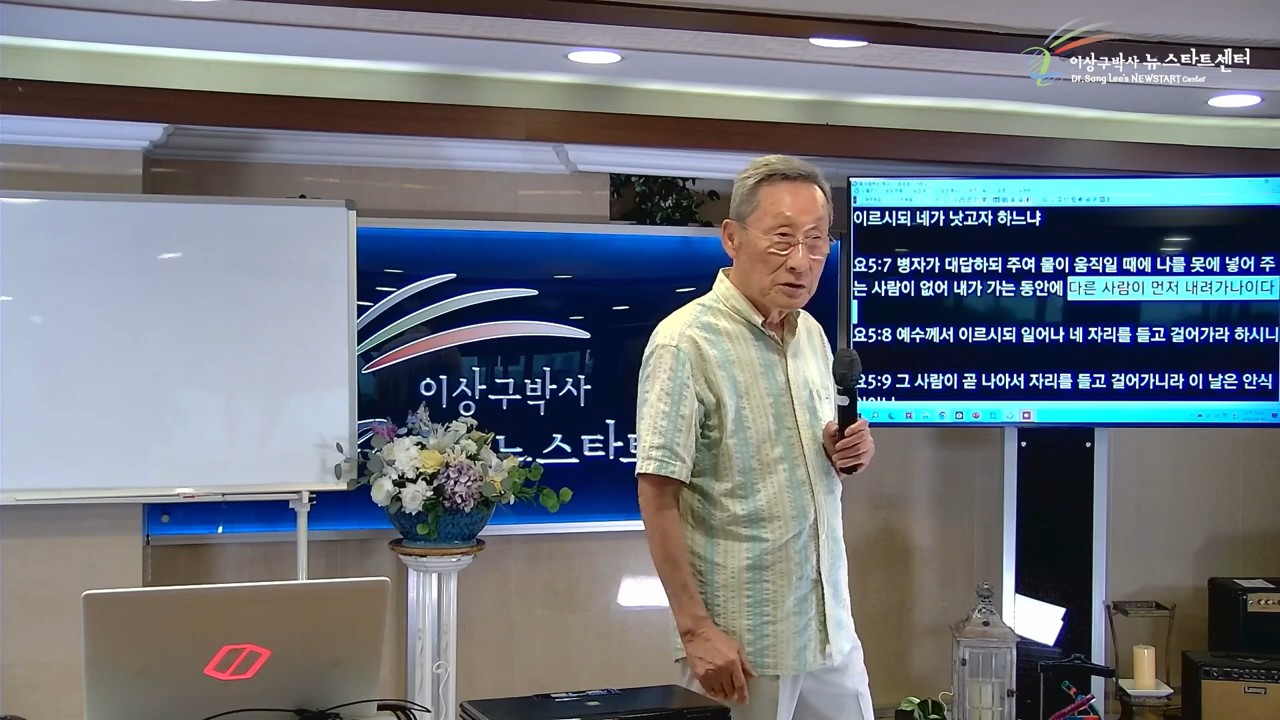 이상구박사 뉴스타트센터
Dr. Sang Lee's NEWSTART Center
이르시되 네가 낫고자 하느냐
요5:7 병자가 대답하되 주여 물이 움직일 때에 나를 못에 넣어 주
는 사람이 없어 내가 가는 동안에 다른 사람이 먼저 내려가나이다
요5:8 예수께서 이르시되 일어나 네 자리를 들고 걸어가라 하시니
요5:9 그 사람이 곧 나아서 자리를 들고 걸어가니라 이 날은 안식
이상구박사
뉴스타트
Laney